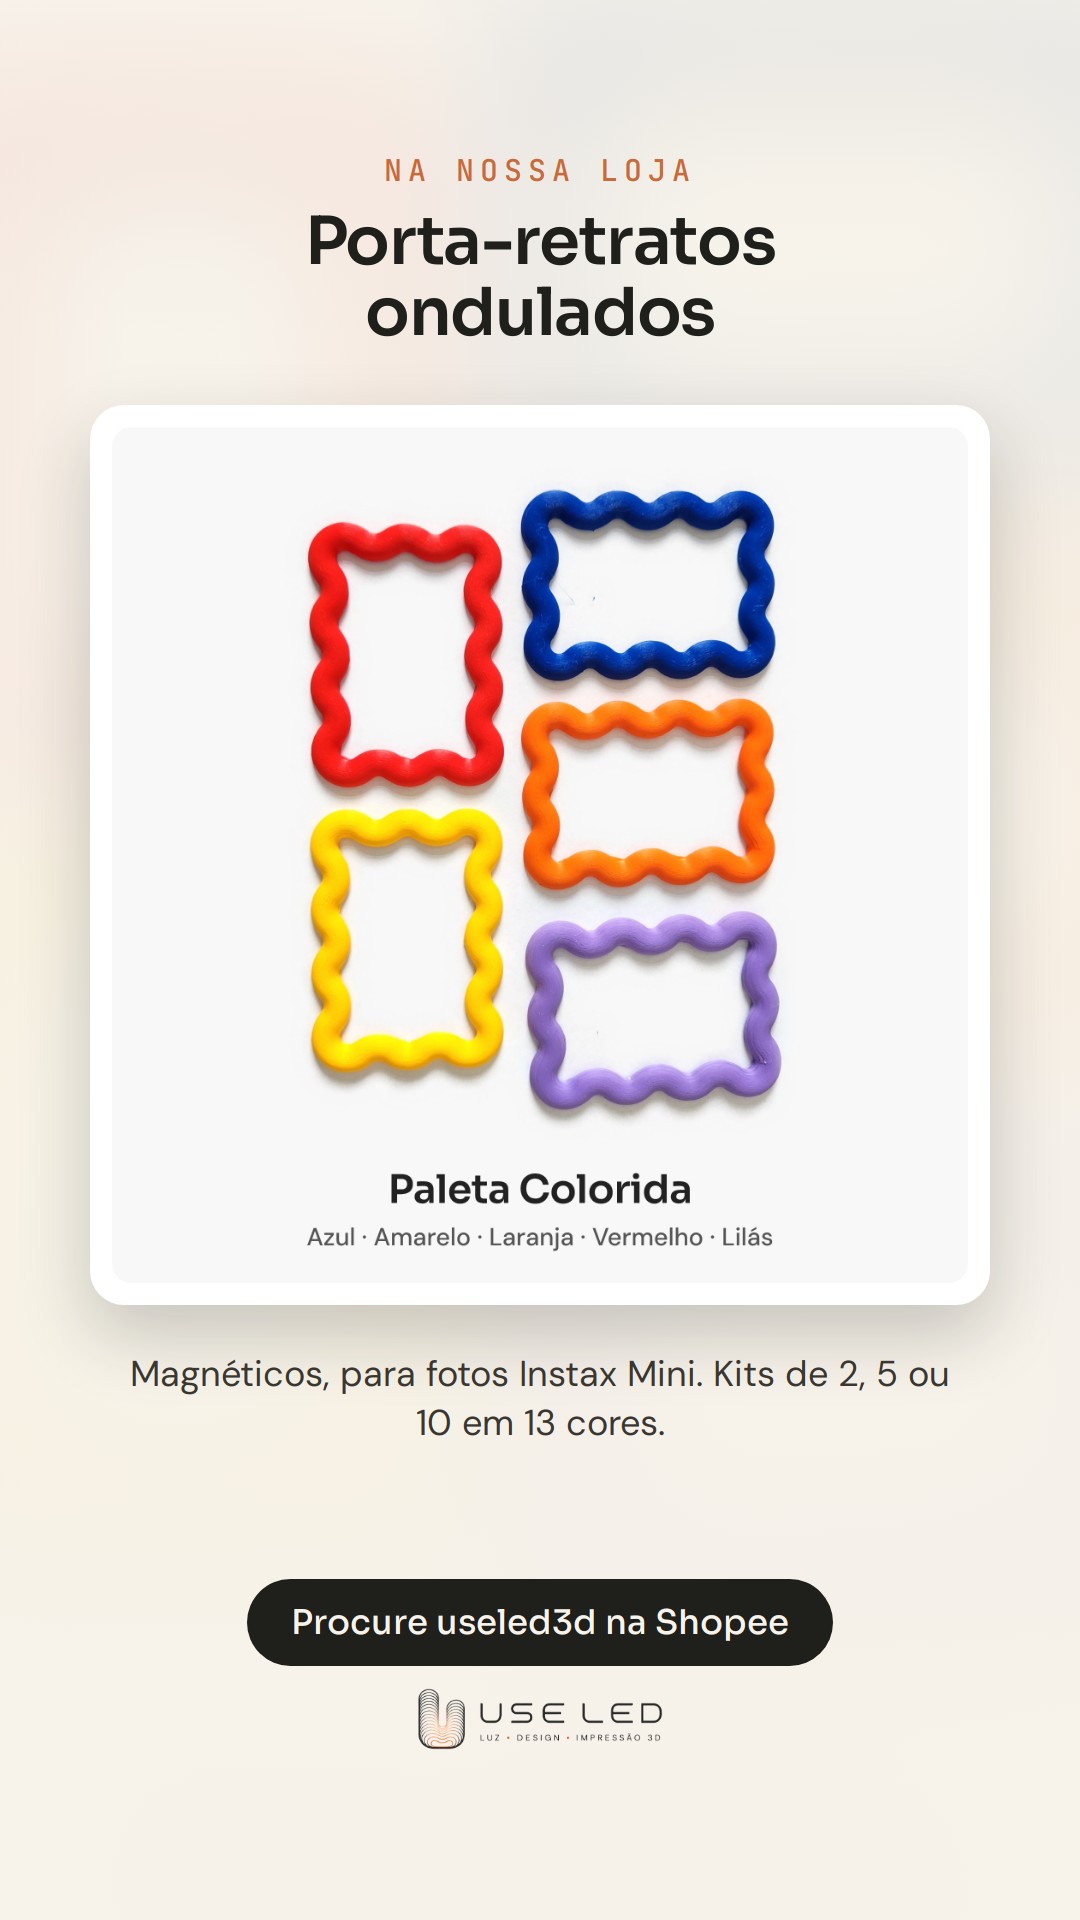 NA NOSSA LOJA
Porta-retratos
ondulados
Paleta Colorida
Azul · Amarelo · Laranja · Vermelho · Lilás
Magnéticos, para fotos Instax Mini. Kits de 2, 5 ou
10 em 13 cores.
Procure useled3d na Shopee
USE LED
LUZ • DESIGN • IMPRESSÃO 3D